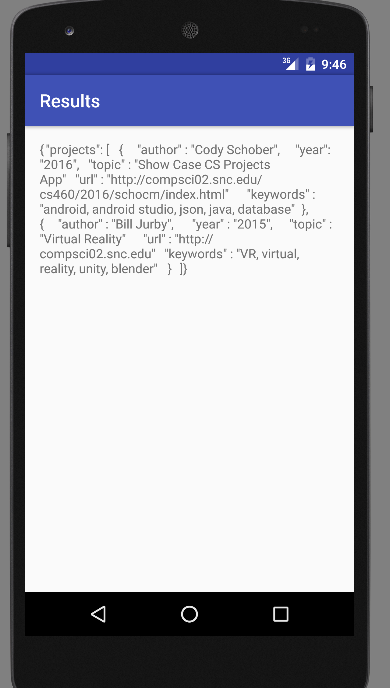 3G 9:46
Results
{"projects": [ { "author" : "Cody Schober", "year":
"2016", "topic" : "Show Case CS Projects
App" "url" : "http://compsci02.snc.edu/
cs460/2016/schocm/index.html" "keywords" :
"android, android studio, json, java, database" },
{ "author" : "Bill Jurby", "year" : "2015", "topic" :
"Virtual Reality" "url" : "http://
compsci02.snc.edu" "keywords" : "VR, virtual,
reality, unity, blender" } ]}